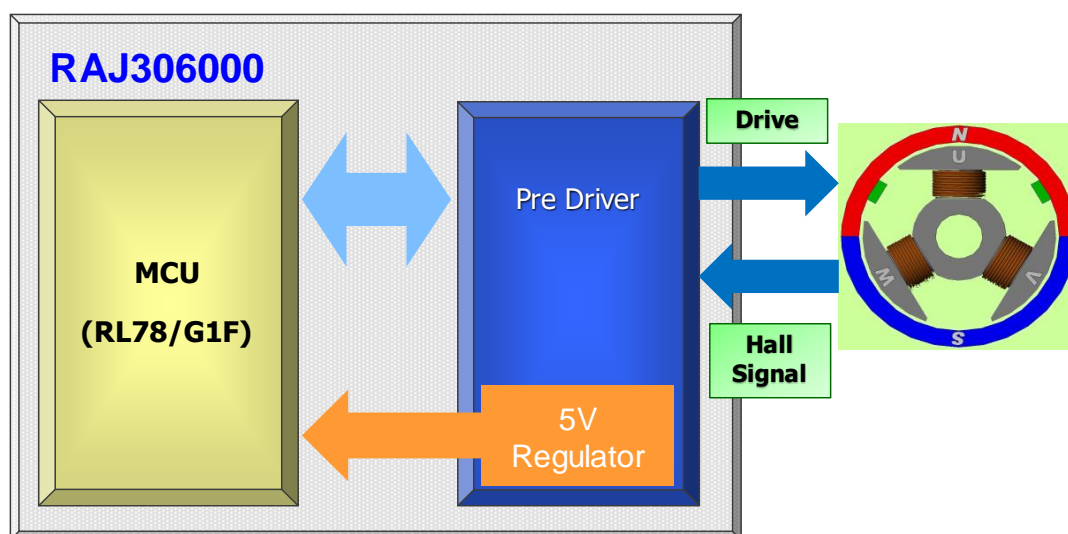 RAJ306000
MCU
(RL78/G1F)
Pre Driver
5V
Regulator
Drive
Hall
Signal
N
U
W
V
S